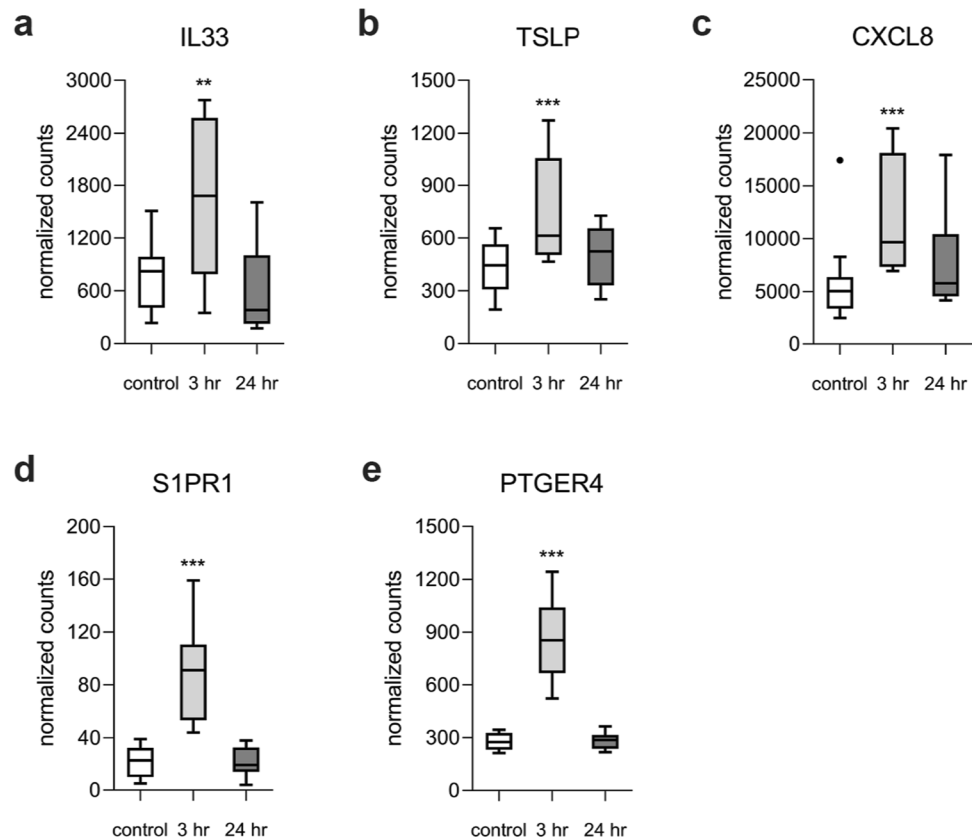 a
IL33
normalized counts
3000
2400
1800
1200
600
0
**
control 3 hr 24 hr
b
TSLP
normalized counts
1500
1200
900
600
300
0
***
control 3 hr 24 hr
c
CXCL8
normalized counts
25000
20000
15000
10000
5000
0
***
control 3 hr 24 hr
d
S1PR1
normalized counts
200
160
120
80
40
0
***
control 3 hr 24 hr
e
PTGER4
normalized counts
1500
1200
900
600
300
0
***
control 3 hr 24 hr